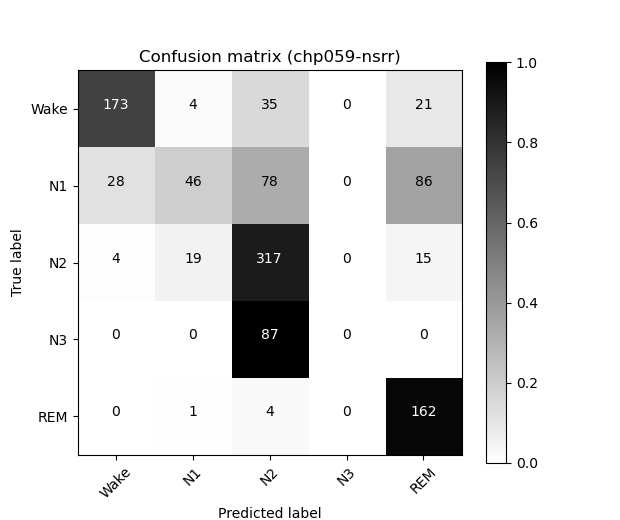 Confusion matrix (chp059-nsrr)
True label
Wake 173 4 35 0 21
N1 28 46 78 0 86
N2 4 19 317 0 15
N3 0 0 87 0 0
REM 0 1 4 0 162
Wake N1 N2 N3 REM
Predicted label
1.0
0.8
0.6
0.4
0.2
0.0